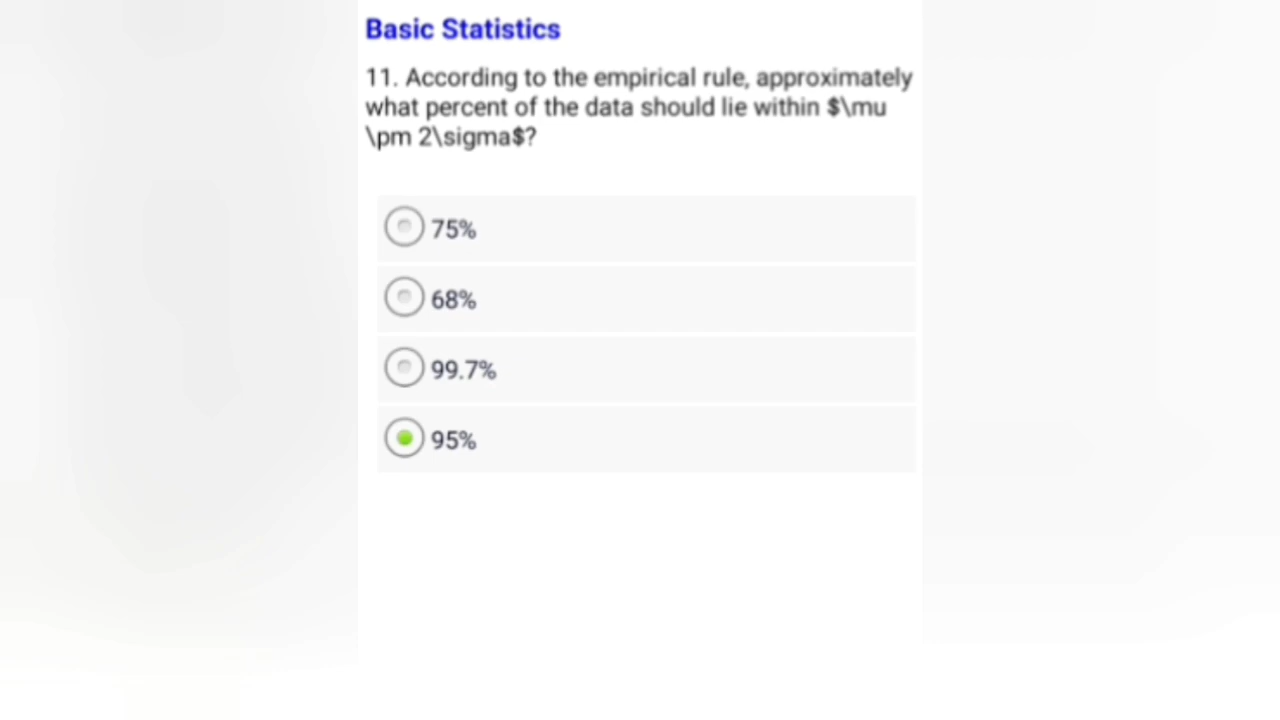 Basic Statistics
11. According to the empirical rule, approximately
what percent of the data should lie within $\mu
\pm 2\sigma$?
75%
68%
99.7%
95%